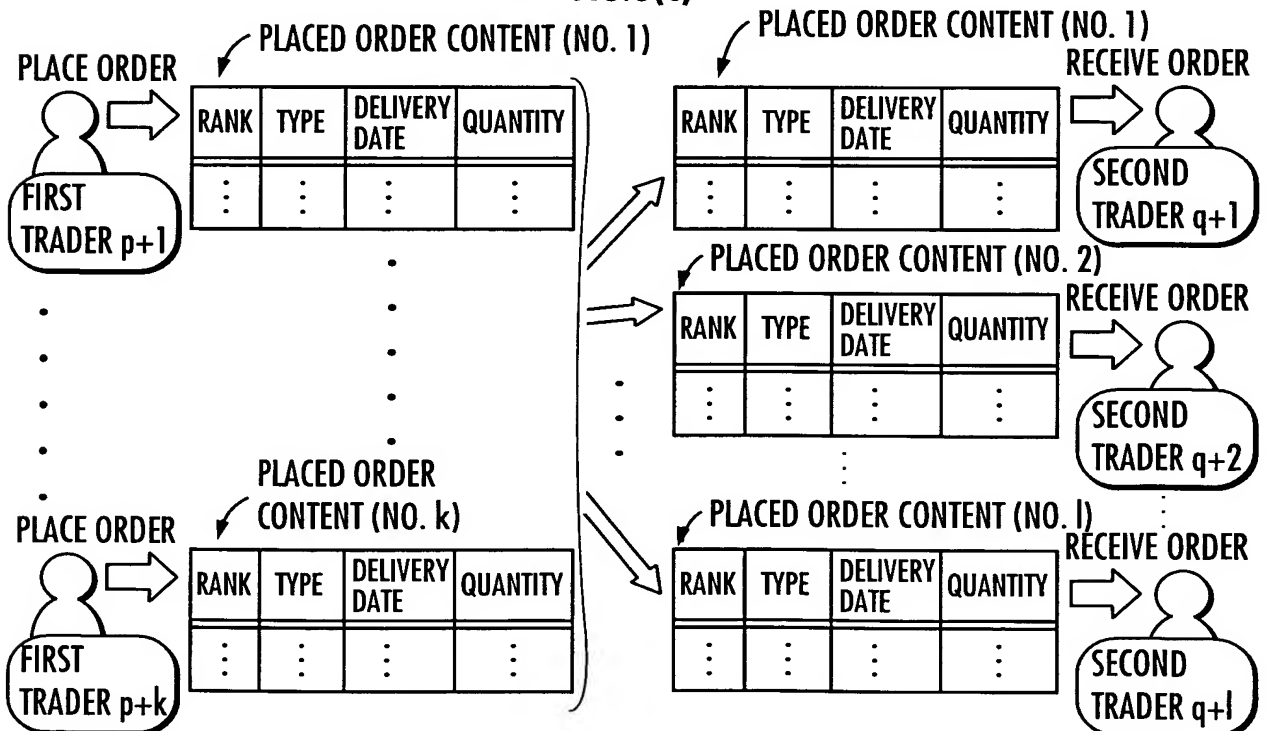 PLACED ORDER CONTENT (NO. 1)
PLACE ORDER
RANK TYPE DELIVERY DATE QUANTITY
FIRST
TRADER p+1
PLACED ORDER
CONTENT (NO. k)
PLACE ORDER
RANK TYPE DELIVERY DATE QUANTITY
FIRST
TRADER p+k
PLACED ORDER CONTENT (NO. 1)
RECEIVE ORDER
RANK TYPE DELIVERY DATE QUANTITY
SECOND
TRADER q+1
PLACED ORDER CONTENT (NO. 2)
RECEIVE ORDER
RANK TYPE DELIVERY DATE QUANTITY
SECOND
TRADER q+2
PLACED ORDER CONTENT (NO. l)
RECEIVE ORDER
RANK TYPE DELIVERY DATE QUANTITY
SECOND
TRADER q+l